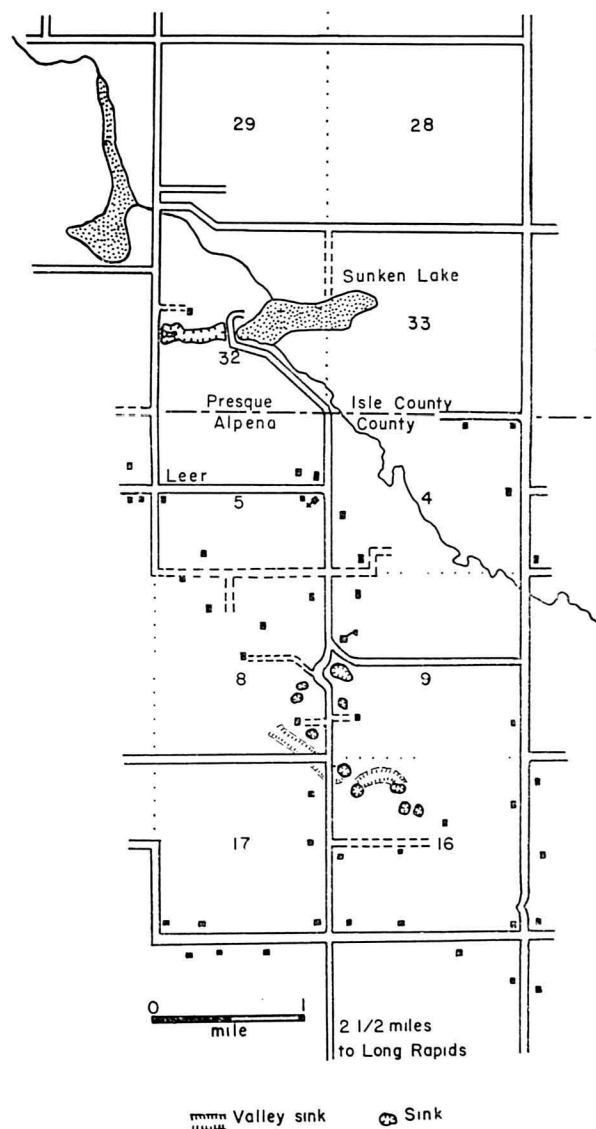 29
28
Sunken Lake
33
32
Presque Isle County
Alpena County
Leer
5
4
8
9
17
16
0 1
mile
2 1/2 miles
to Long Rapids
Valley sink Sink